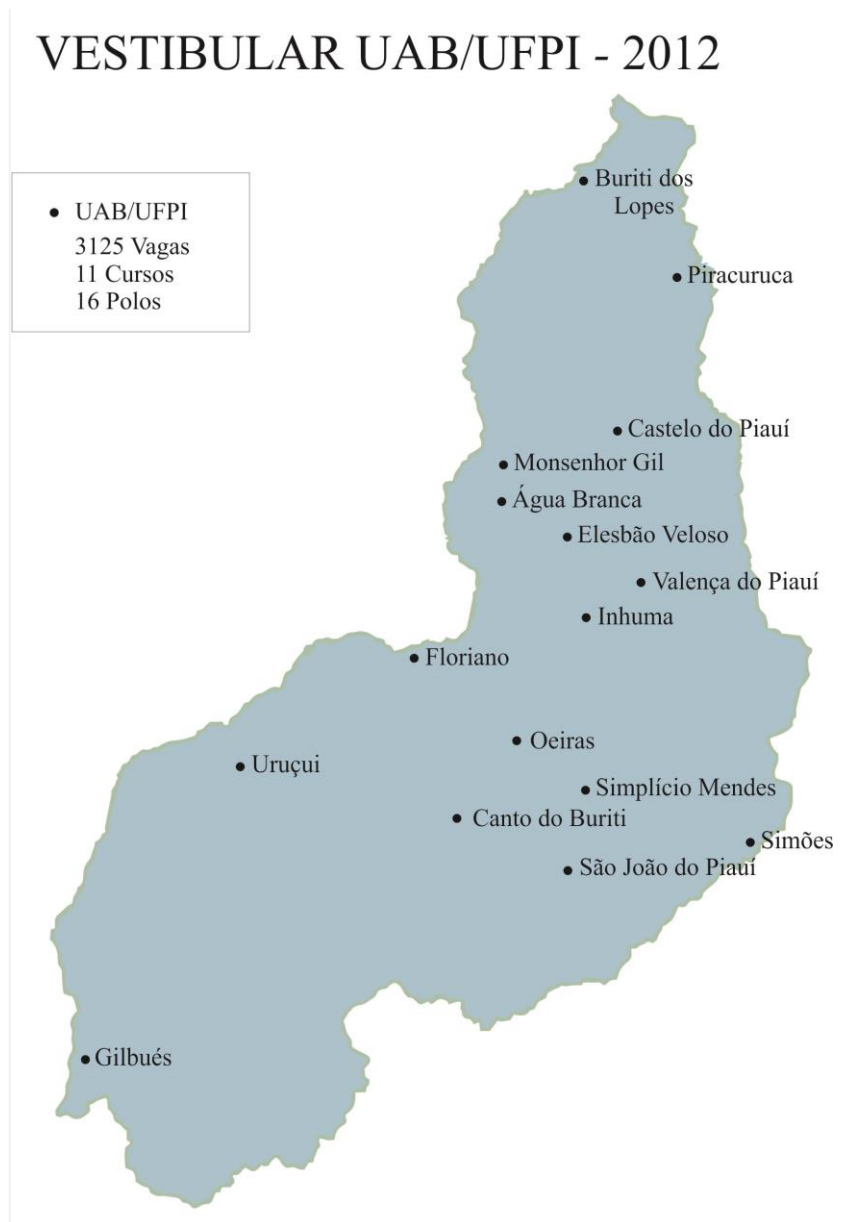 VESTIBULAR UAB/UFPI - 2012
• UAB/UFPI
3125 Vagas
11 Cursos
16 Polos
Buriti dos
Lopes
Piracuruca
Castelo do Piauí
Monsenhor Gil
Água Branca
Elesbão Veloso
Valença do Piauí
Inhuma
Floriano
Oeiras
Uruçui
Simplício Mendes
Canto do Buriti
Simões
São João do Piauí
Gilbués